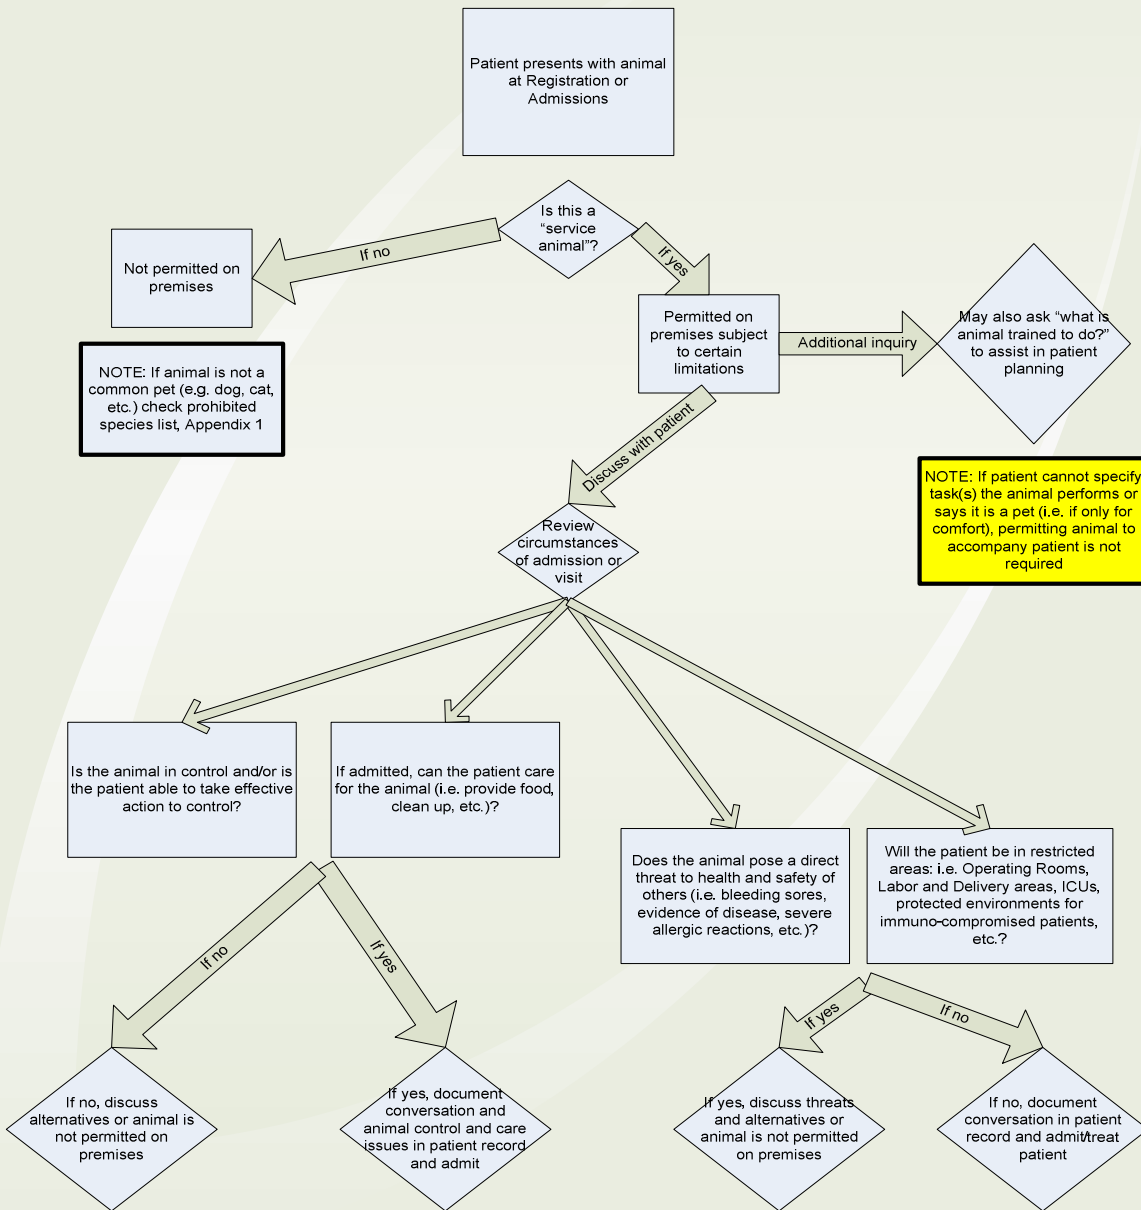 Patient presents with animal
at Registration or
Admissions
Is this a
“service
animal”?
If no
If yes
Not permitted on
premises
NOTE: If animal is not a
common pet (e.g. dog, cat,
etc.) check prohibited
species list, Appendix 1
Permitted on
premises subject
to certain
limitations
Additional inquiry
May also ask “what is
animal trained to do?”
to assist in patient
planning
NOTE: If patient cannot specify
task(s) the animal performs or
says it is a pet (i.e. if only for
comfort), permitting animal to
accompany patient is not
required
Discuss with patient
Review
circumstances
of admission or
visit
Is the animal in control and/or is
the patient able to take effective
action to control?
If admitted, can the patient care
for the animal (i.e. provide food,
clean up, etc.)?
Does the animal pose a direct
threat to health and safety of
others (i.e. bleeding sores,
evidence of disease, severe
allergic reactions, etc.)?
Will the patient be in restricted
areas: i.e. Operating Rooms,
Labor and Delivery areas, ICUs,
protected environments for
immuno-compromised patients,
etc.?
If no
If yes
If yes
If no
If no, discuss
alternatives or animal is
not permitted on
premises
If yes, document
conversation and
animal control and care
issues in patient record
and admit
If yes, discuss threats
and alternatives or
animal is not permitted
on premises
If no, document
conversation in patient
record and admit/treat
patient